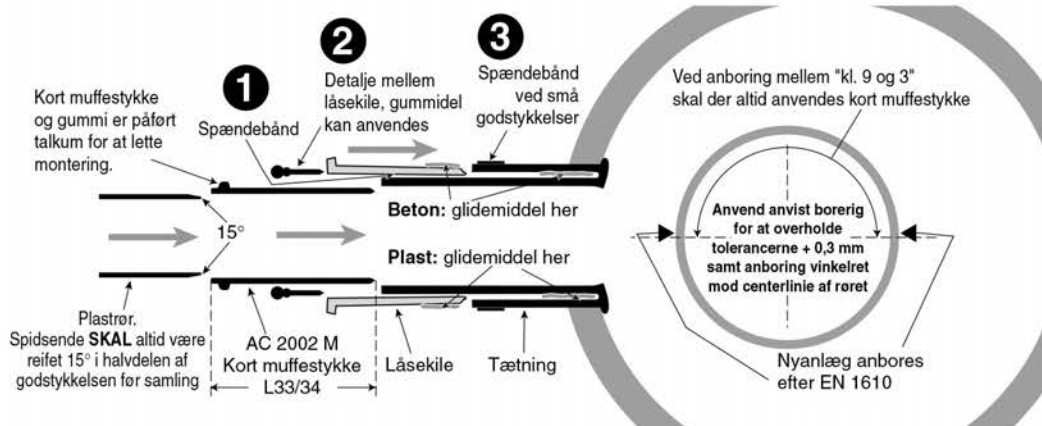 1
2
3
Kort muffestykke
og gummi er påført
talkum for at lette
montering.
Spændebånd
Detalje mellem
låsekile, gummidel
kan anvendes
Spændebånd
ved små
godstykkelser
Ved anboring mellem "kl. 9 og 3"
skal der altid anvendes kort muffestykke
15°
Beton: glidemiddel her
Plast: glidemiddel her
Anvend anvist borerig
for at overholde
tolerancerne + 0,3 mm
samt anboring vinkelret
mod centerlinie af røret
Plastrør.
Spidsende SKAL altid være
reifet 15° i halvdelen af
godstykkelsen før samling
AC 2002 M
Kort muffestykke
L33/34
Låsekile
Tætning
Nyanlæg anbores
efter EN 1610